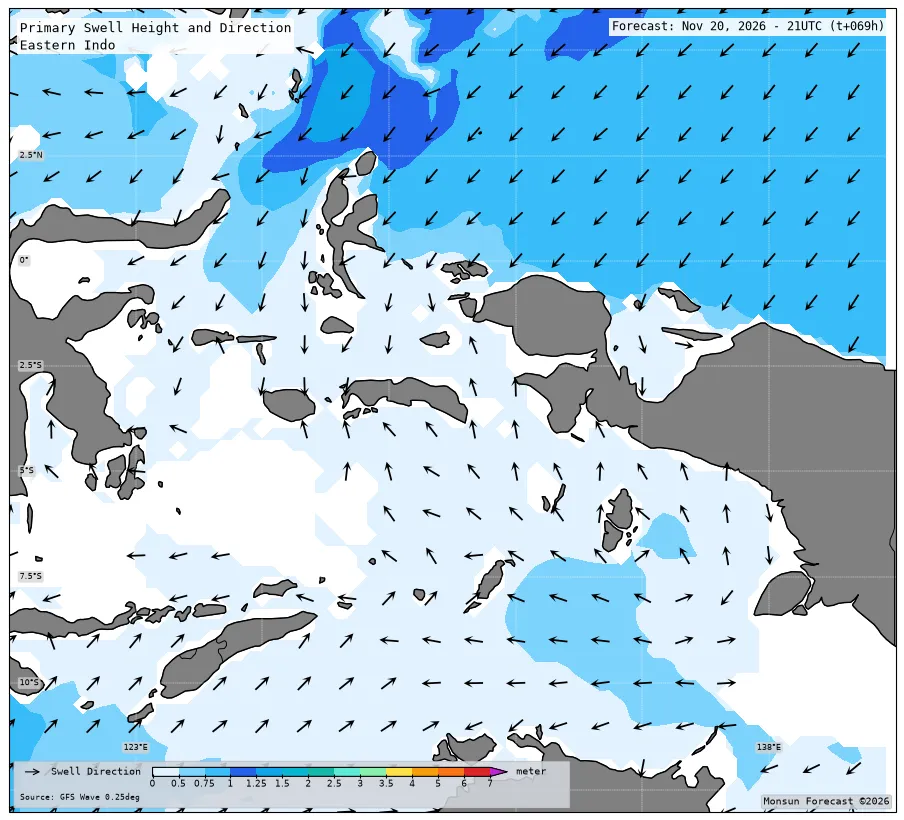 Primary Swell Height and Direction
Eastern Indo
Forecast: Nov 20, 2026 - 21UTC (t+069h)
2.5°N
0°
2.5°S
5°S
7.5°S
10°S
123°E
138°E
Swell Direction
meter
0 0.5 0.75 1 1.25 1.5 2 2.5 3 3.5 4 5 6 7
Source: GFS Wave 0.25deg
Monsun Forecast ©2026